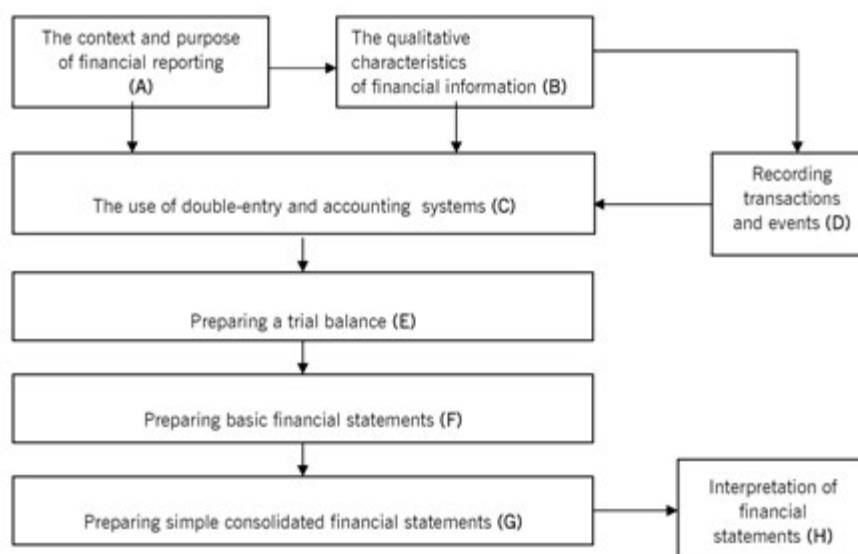 The context and purpose
of financial reporting
(A)
The qualitative
characteristics
of financial information (B)
Recording
transactions
and events (D)
The use of double-entry and accounting systems (C)
Preparing a trial balance (E)
Preparing basic financial statements (F)
Preparing simple consolidated financial statements (G)
Interpretation of
financial
statements (H)